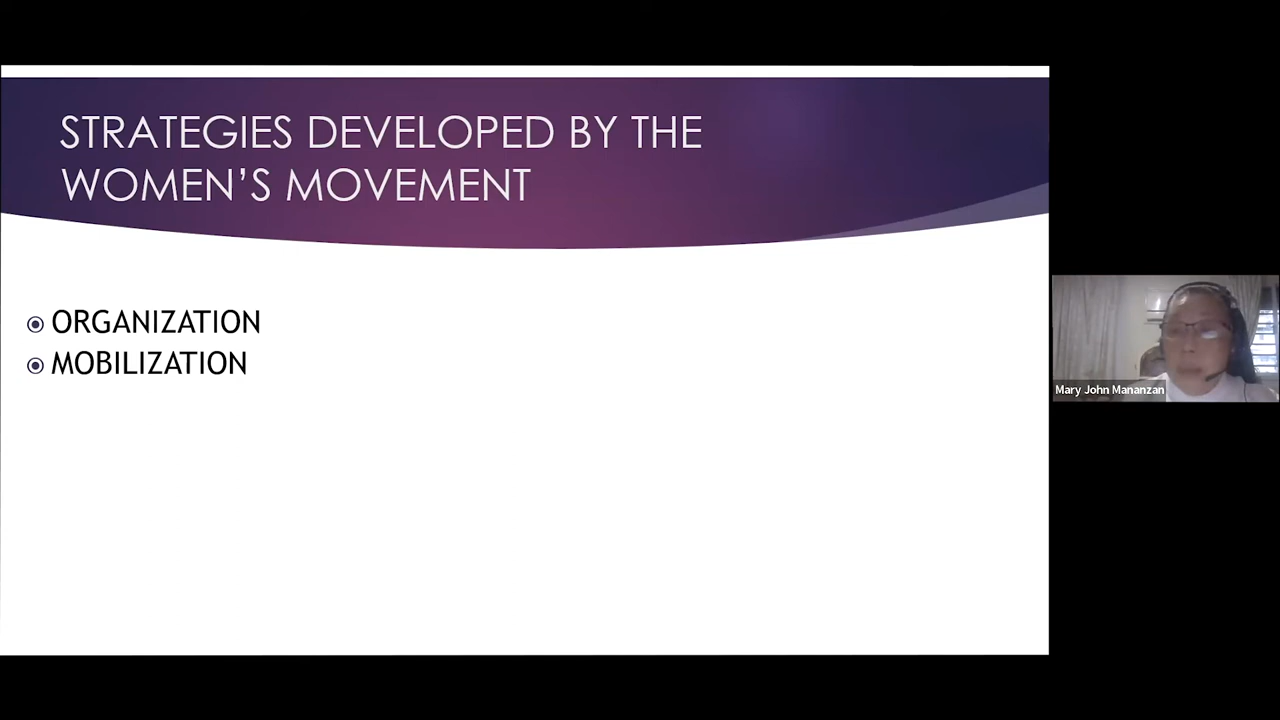 STRATEGIES DEVELOPED BY THE
WOMEN’S MOVEMENT
ORGANIZATION
MOBILIZATION
Mary John Mananzan